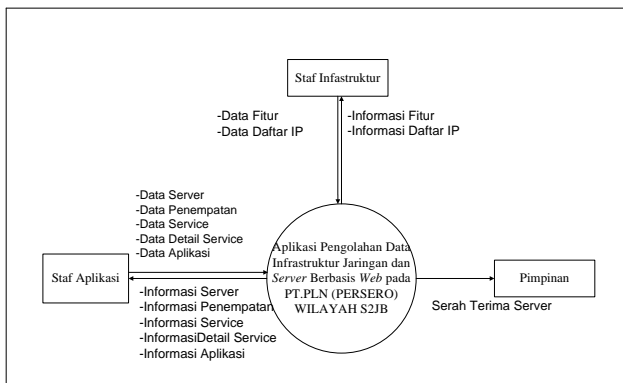 Staf Infastruktur
-Data Fitur
-Data Daftar IP
-Informasi Fitur
-Informasi Daftar IP
-Data Server
-Data Penempatan
-Data Service
-Data Detail Service
-Data Aplikasi
Staf Aplikasi
-Informasi Server
-Informasi Penempatan
-Informasi Service
-InformasiDetail Service
-Informasi Aplikasi
Aplikasi Pengolahan Data
Infrastruktur Jaringan dan
Server Berbasis Web pada
PT.PLN (PERSERO)
WILAYAH S2JB
Pimpinan
Serah Terima Server